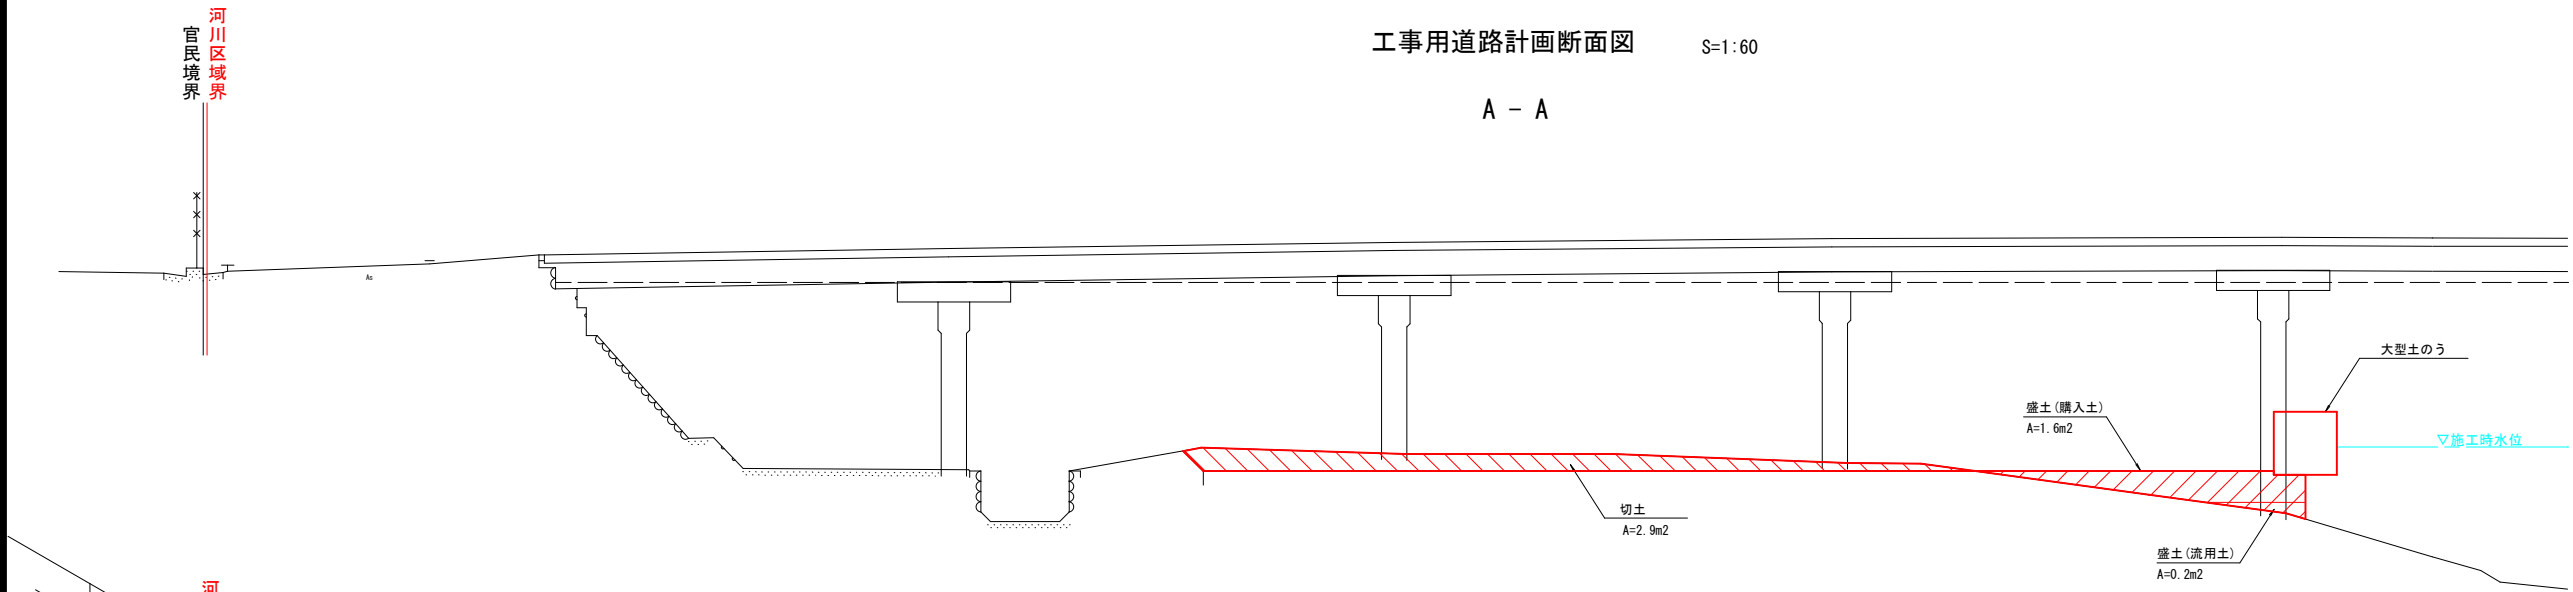 工事用道路計画断面図 S=1:60
A - A
官民境界
河川区域界
As
大型土のう
盛土(購入土)
A=1.6m2
▽施工時水位
切土
A=2.9m2
盛土(流用土)
A=0.2m2
河